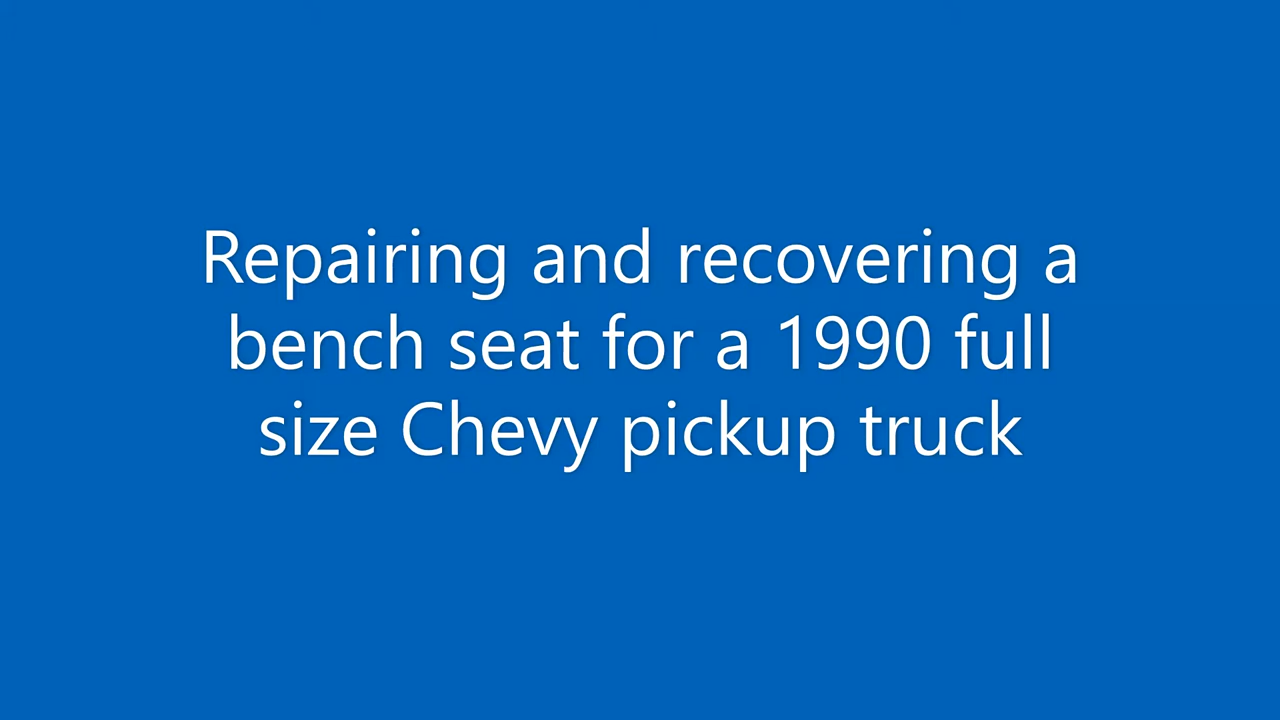 Repairing and recovering a
bench seat for a 1990 full
size Chevy pickup truck